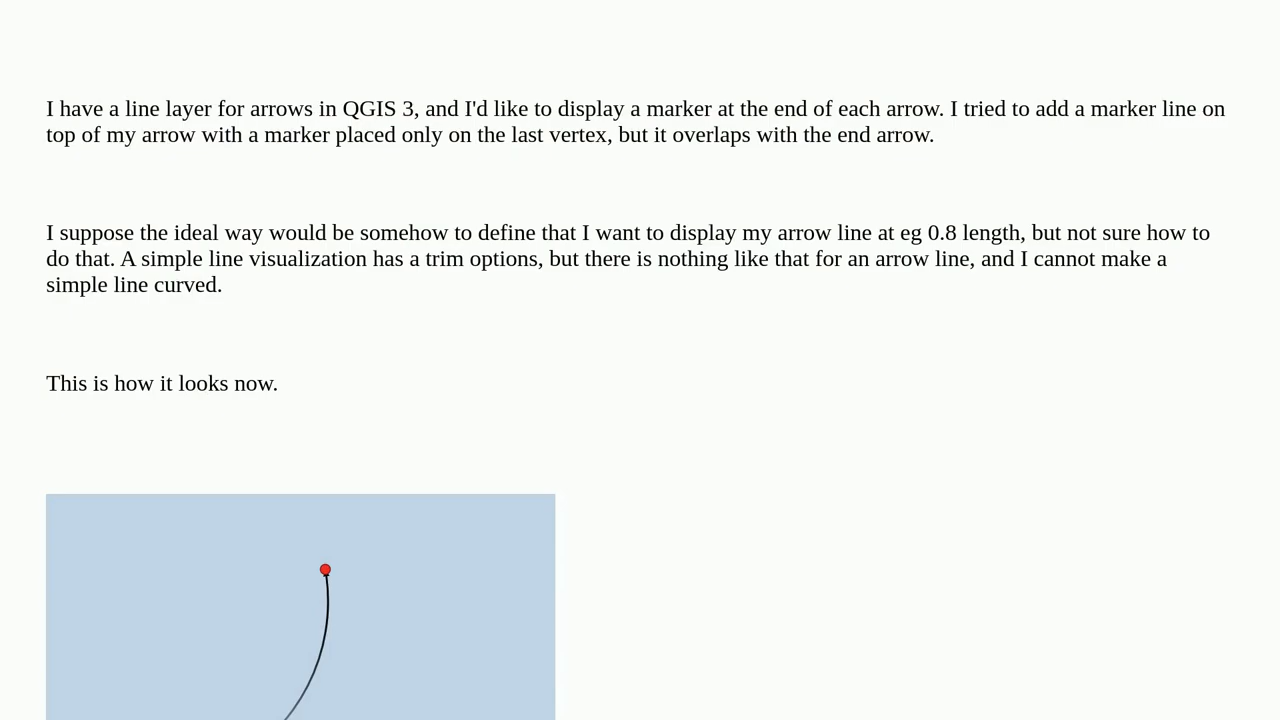 I have a line layer for arrows in QGIS 3, and I'd like to display a marker at the end of each arrow. I tried to add a marker line on
top of my arrow with a marker placed only on the last vertex, but it overlaps with the end arrow.
I suppose the ideal way would be somehow to define that I want to display my arrow line at eg 0.8 length, but not sure how to
do that. A simple line visualization has a trim options, but there is nothing like that for an arrow line, and I cannot make a
simple line curved.
This is how it looks now.